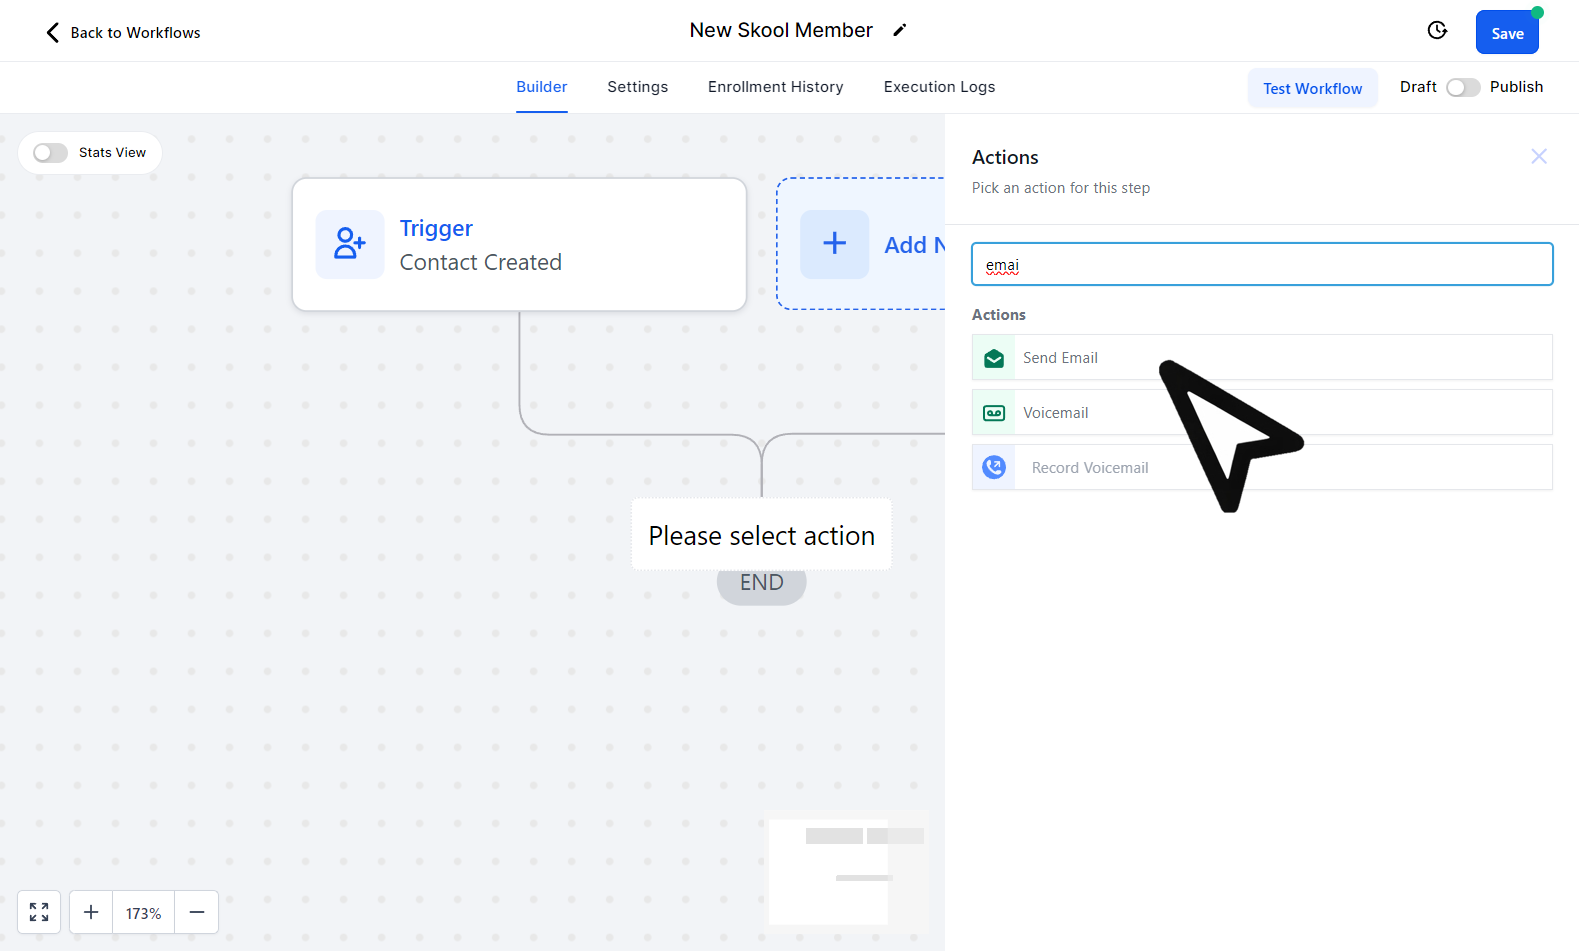 Back to Workflows
New Skool Member
Save
Builder
Settings
Enrollment History
Execution Logs
Test Workflow
Draft
Publish
Stats View
Trigger
Contact Created
Add N
Please select action
END
173%
Actions
Pick an action for this step
emai
Actions
Send Email
Voicemail
Record Voicemail